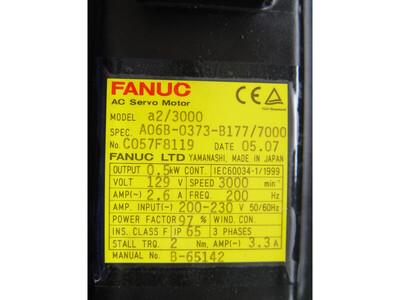 FANUC
AC Servo Motor
MODEL a2/3000
SPEC. A06B-0373-B177/7000
No. C057F8119 DATE 05.07
FANUC LTD YAMANASHI, MADE IN JAPAN
OUTPUT 0.5kW CONT. IEC60034-1/1999
VOLT 129 V SPEED 3000 min⁻¹
AMP(~) 2.6 A FREQ. 200 Hz
AMP. INPUT(~) 200-230 V 50/60Hz
POWER FACTOR 97 % WIND. CON.
INS. CLASS F IP 65 3 PHASES
STALL TRQ. 2 Nm, AMP(~) 3.3 A
MANUAL No. B-65142